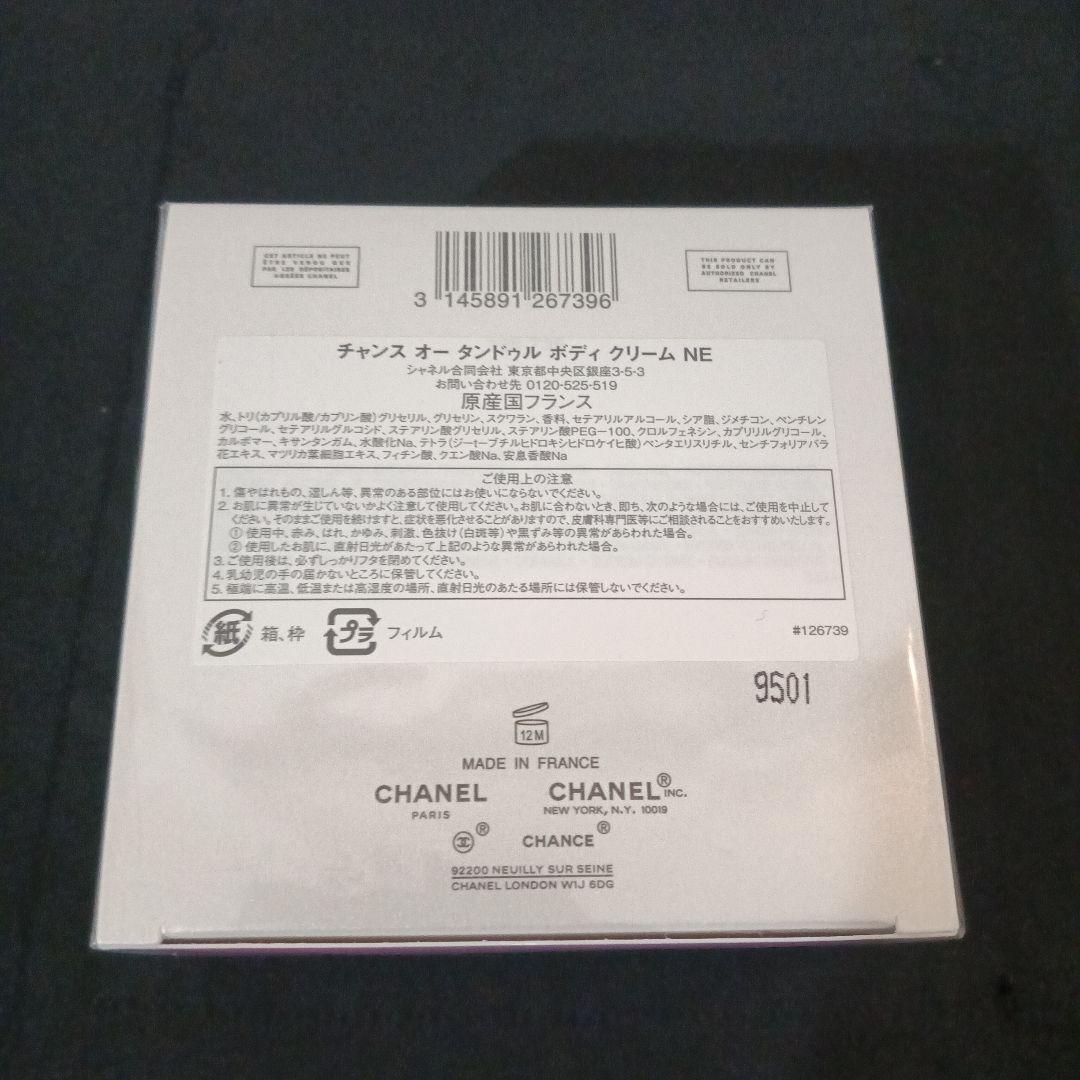 CET ARTICLE NE PEUT
ÊTRE VENDU QUE
PAR LES DÉPOSITAIRES
AGRÉÉS CHANEL
THIS PRODUCT CAN
BE SOLD ONLY BY
AUTHORISED CHANEL
RETAILERS
3 145891 267396
チャンス オー タンドゥル ボディ クリーム NE
シャネル合同会社 東京都中央区銀座3-5-3
お問い合わせ先 0120-525-519
原産国フランス
水、トリ(カプリル酸/カプリン酸)グリセリル、グリセリン、スクワラン、香料、セテアリルアルコール、シア脂、ジメチコン、ペンチレン
グリコール、セテアリルグルコシド、ステアリン酸グリセリル、ステアリン酸PEG-100、クロルフェネシン、カプリリルグリコール、
カルボマー、キサンタンガム、水酸化Na、テトラ(ジ-t-ブチルヒドロキシヒドロケイヒ酸)ペンタエリスリチル、センチフォリアバラ
花エキス、マツリカ葉細胞エキス、フィチン酸、クエン酸Na、安息香酸Na
ご使用上の注意
1. 傷やはれもの、湿しん等、異常のある部位にはお使いにならないでください。
2. お肌に異常が生じていないかよく注意して使用してください。お肌に合わないとき、即ち、次のような場合には、ご使用を中止して
ください。そのままご使用を続けますと、症状を悪化させることがありますので、皮膚科専門医等にご相談されることをおすすめいたします。
① 使用中、赤み、はれ、かゆみ、刺激、色抜け(白斑等)や黒ずみ等の異常があらわれた場合。
② 使用したお肌に、直射日光があたって上記のような異常があらわれた場合。
3. ご使用後は、必ずしっかりフタを閉めてください。
4. 乳幼児の手の届かないところに保管してください。
5. 極端に高温、低温または高湿度の場所、直射日光のあたる場所には保管しないでください。
紙 箱、枠 プラ フィルム
#126739
9501
12M
MADE IN FRANCE
CHANEL
PARIS
CHANEL® INC.
NEW YORK, N.Y. 10019
® CHANCE®
92200 NEUILLY SUR SEINE
CHANEL LONDON W1J 6DG